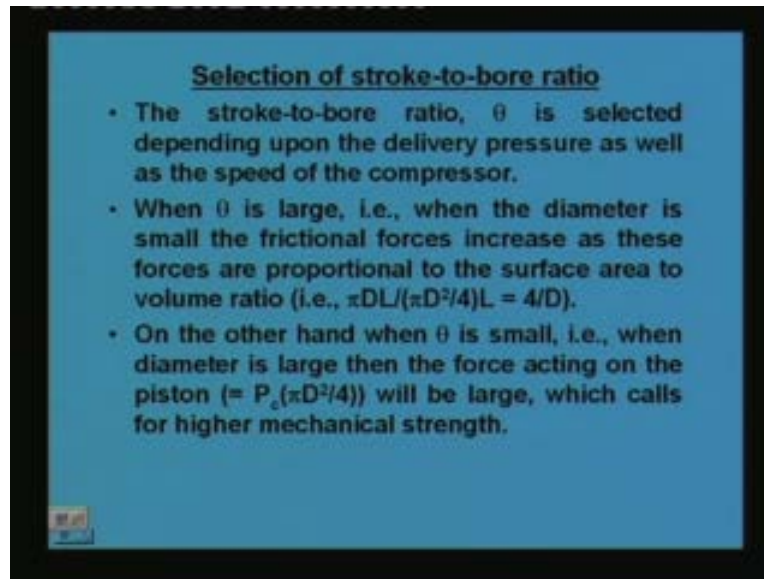 Selection of stroke-to-bore ratio
• The stroke-to-bore ratio, θ is selected
depending upon the delivery pressure as well
as the speed of the compressor.
• When θ is large, i.e., when the diameter is
small the frictional forces increase as these
forces are proportional to the surface area to
volume ratio (i.e., πDL/(πD²/4)L = 4/D).
• On the other hand when θ is small, i.e., when
diameter is large then the force acting on the
piston (= P꜀(πD²/4)) will be large, which calls
for higher mechanical strength.